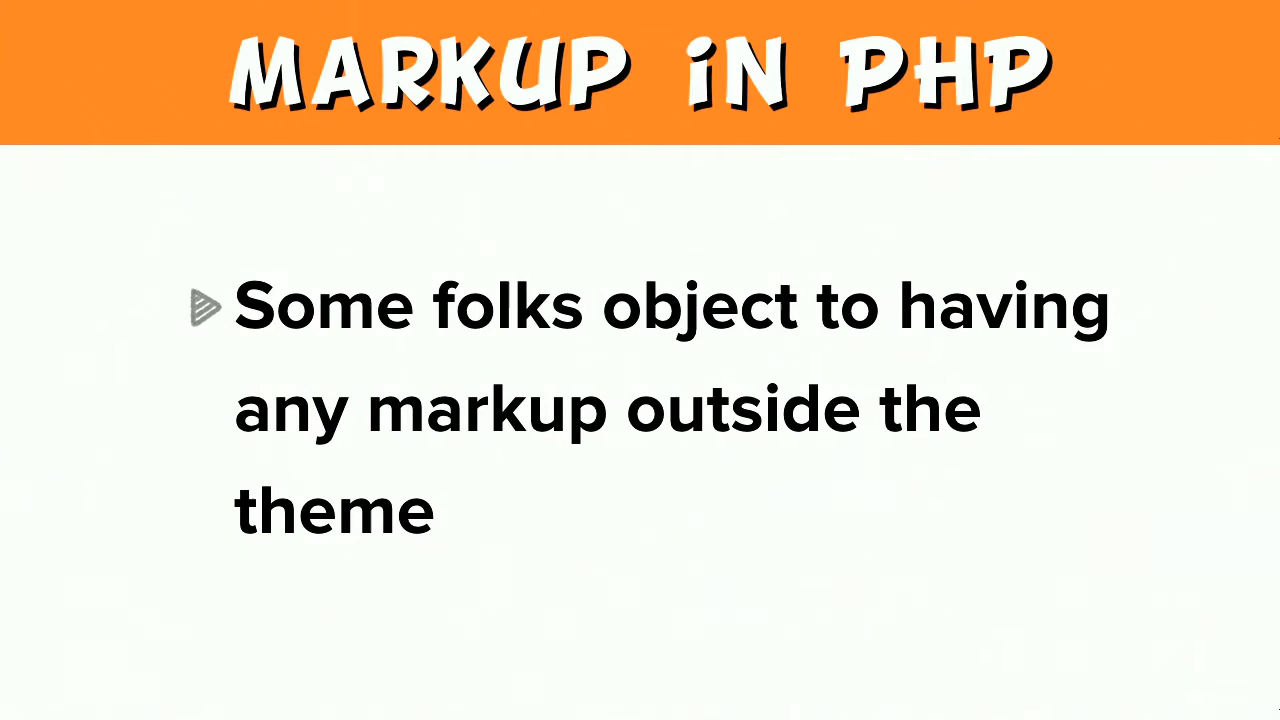 MARKUP iN PHP
Some folks object to having
any markup outside the
theme